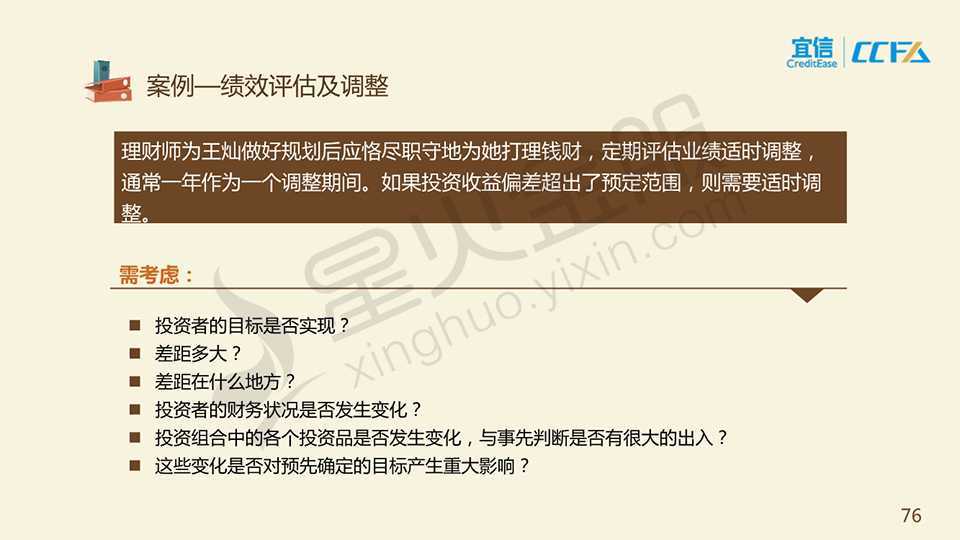 宜信
CreditEase
CCFA
案例—绩效评估及调整
理财师为王灿做好规划后应恪尽职守地为她打理钱财，定期评估业绩适时调整，
通常一年作为一个调整期间。如果投资收益偏差超出了预定范围，则需要适时调
整。
需考虑：
■ 投资者的目标是否实现？
■ 差距多大？
■ 差距在什么地方？
■ 投资者的财务状况是否发生变化？
■ 投资组合中的各个投资品是否发生变化，与事先判断是否有很大的出入？
■ 这些变化是否对预先确定的目标产生重大影响？
星火金服
xinghuo.yixin.com
76